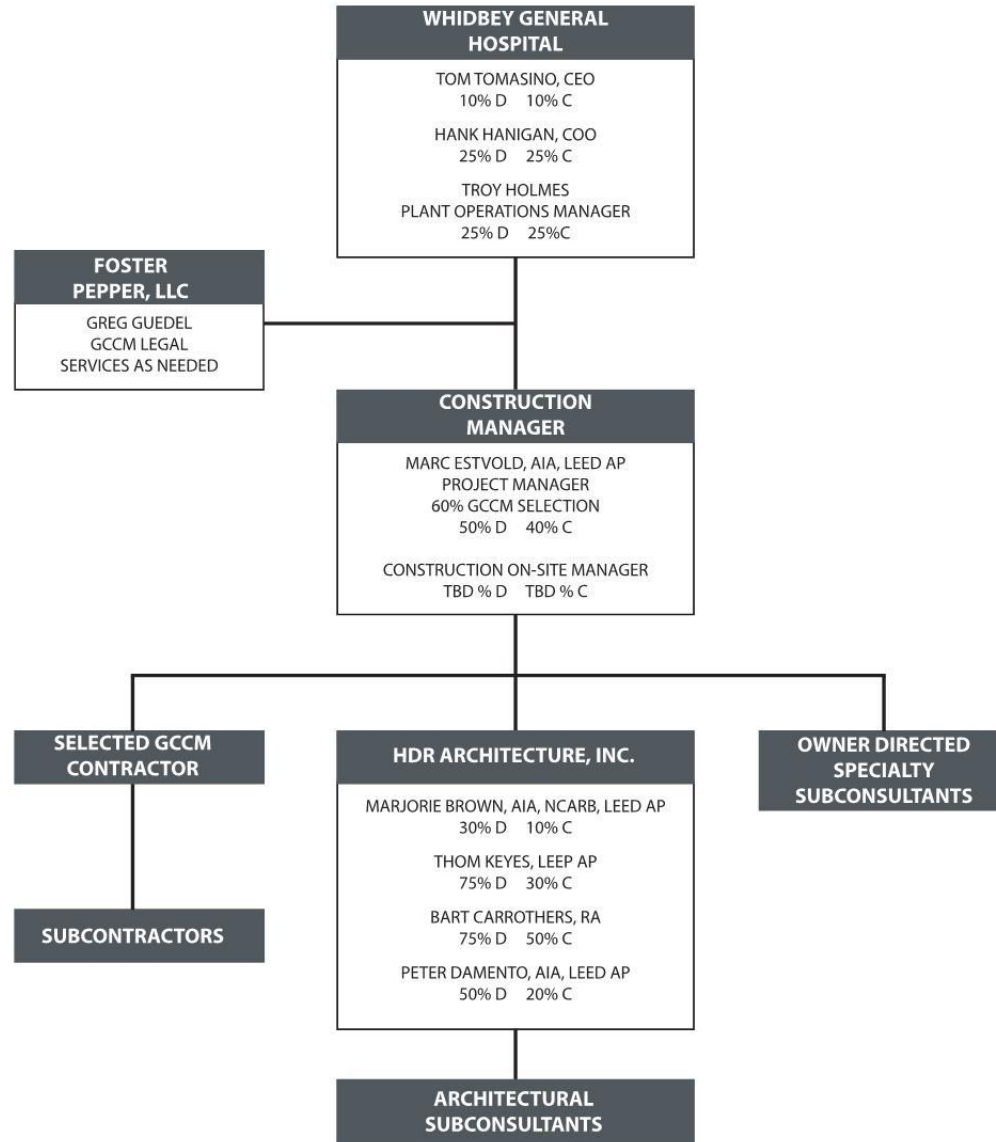 WHIDBEY GENERAL
HOSPITAL
TOM TOMASINO, CEO
10% D 10% C
HANK HANIGAN, COO
25% D 25% C
TROY HOLMES
PLANT OPERATIONS MANAGER
25% D 25%C
FOSTER
PEPPER, LLC
GREG GUEDEL
GCCM LEGAL
SERVICES AS NEEDED
CONSTRUCTION
MANAGER
MARC ESTVOLD, AIA, LEED AP
PROJECT MANAGER
60% GCCM SELECTION
50% D 40% C
CONSTRUCTION ON-SITE MANAGER
TBD % D TBD % C
SELECTED GCCM
CONTRACTOR
SUBCONTRACTORS
HDR ARCHITECTURE, INC.
MARJORIE BROWN, AIA, NCARB, LEED AP
30% D 10% C
THOM KEYES, LEEP AP
75% D 30% C
BART CARROTHERS, RA
75% D 50% C
PETER DAMENTO, AIA, LEED AP
50% D 20% C
ARCHITECTURAL
SUBCONSULTANTS
OWNER DIRECTED
SPECIALTY
SUBCONSULTANTS